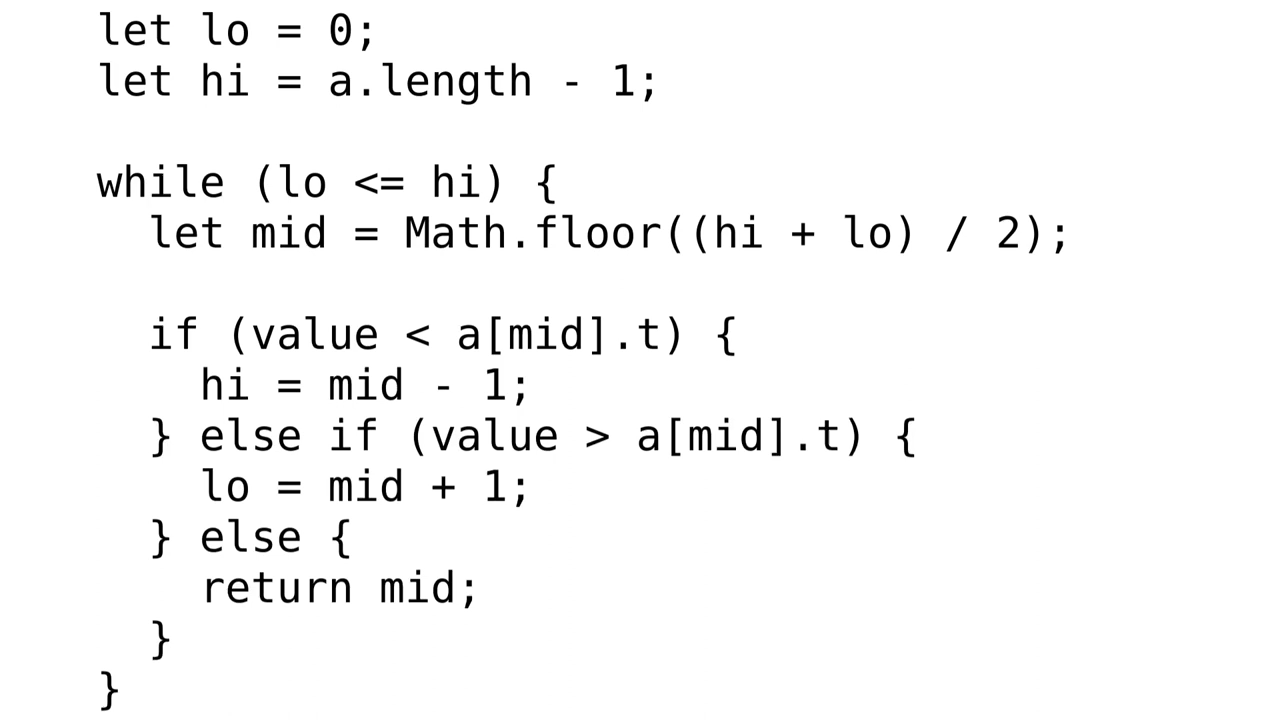 let lo = 0;
let hi = a.length - 1;

while (lo <= hi) {
  let mid = Math.floor((hi + lo) / 2);

  if (value < a[mid].t) {
    hi = mid - 1;
  } else if (value > a[mid].t) {
    lo = mid + 1;
  } else {
    return mid;
  }
}